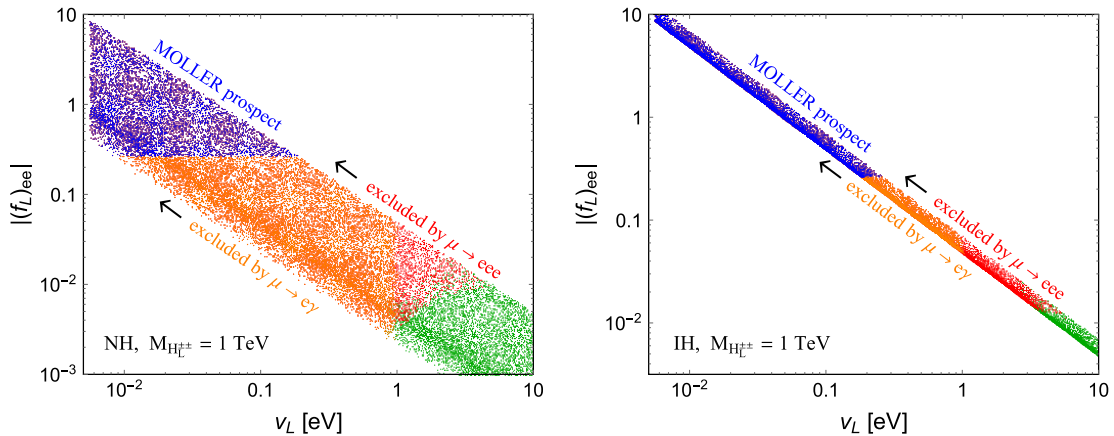 10
1
0.1
10⁻²
10⁻³
|(f_L)_ee|
MOLLER prospect
excluded by μ → eee
excluded by μ → eγ
NH, M_{H_L^{±±}} = 1 TeV
10⁻² 0.1 1 10
v_L [eV]
10
1
0.1
10⁻²
|(f_L)_ee|
MOLLER prospect
excluded by μ → eee
excluded by μ → eγ
IH, M_{H_L^{±±}} = 1 TeV
10⁻² 0.1 1 10
v_L [eV]